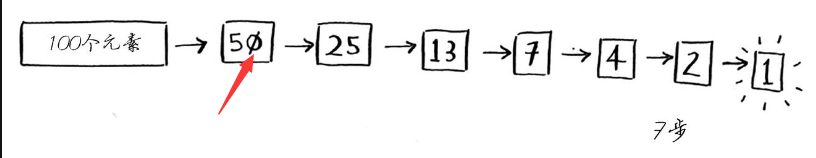 100个元素 → 50 → 25 → 13 → 7 → 4 → 2 → 1
7步